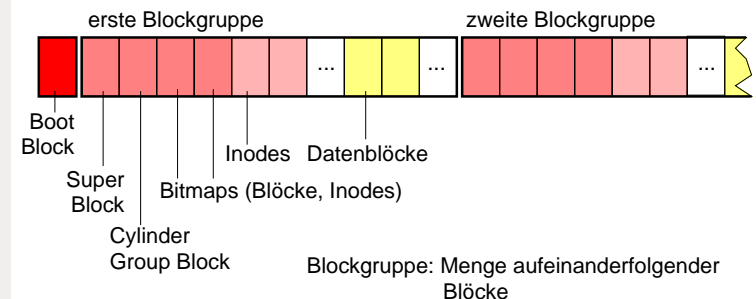 erste Blockgruppe
zweite Blockgruppe
...
...
...
Boot
Block
Inodes
Datenblöcke
Super
Block
Bitmaps (Blöcke, Inodes)
Cylinder
Group Block
Blockgruppe: Menge aufeinanderfolgender
Blöcke